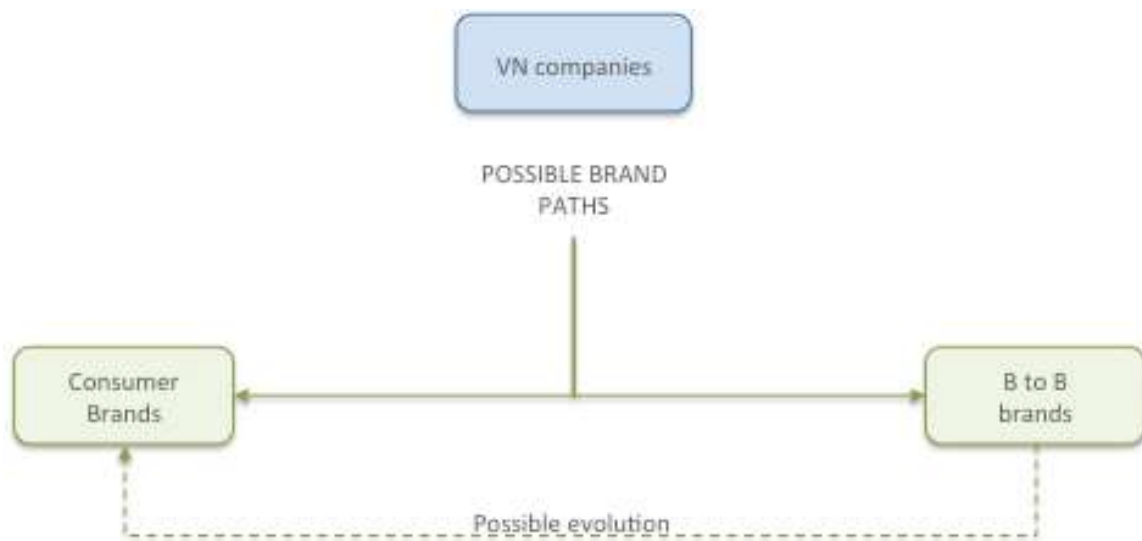 VN companies
POSSIBLE BRAND
PATHS
Consumer
Brands
B to B
brands
Possible evolution